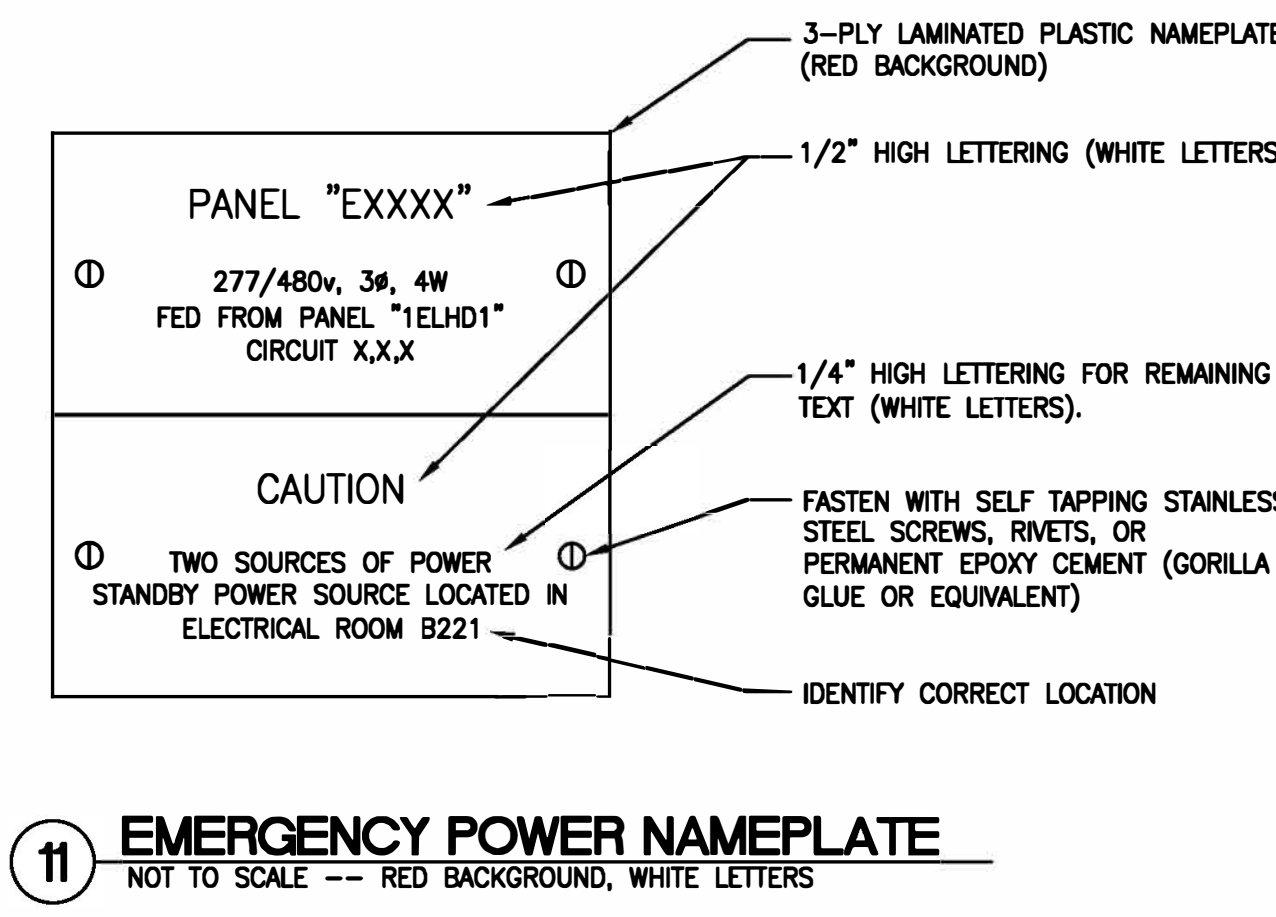 3-PLY LAMINATED PLASTIC NAMEPLATE
(RED BACKGROUND)
1/2" HIGH LETTERING (WHITE LETTERS
PANEL "EXXXX"
277/480v, 3ø, 4W
FED FROM PANEL "1ELHD1"
CIRCUIT X,X,X
1/4" HIGH LETTERING FOR REMAINING
TEXT (WHITE LETTERS).
CAUTION
TWO SOURCES OF POWER
STANDBY POWER SOURCE LOCATED IN
ELECTRICAL ROOM B221
FASTEN WITH SELF TAPPING STAINLESS
STEEL SCREWS, RIVETS, OR
PERMANENT EPOXY CEMENT (GORILLA
GLUE OR EQUIVALENT)
IDENTIFY CORRECT LOCATION
11 EMERGENCY POWER NAMEPLATE
NOT TO SCALE -- RED BACKGROUND, WHITE LETTERS